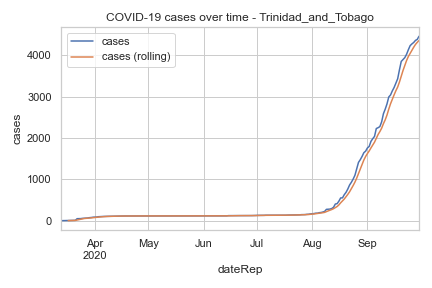 COVID-19 cases over time - Trinidad_and_Tobago
cases
cases (rolling)
cases
4000
3000
2000
1000
0
Apr
2020
May
Jun
Jul
Aug
Sep
dateRep